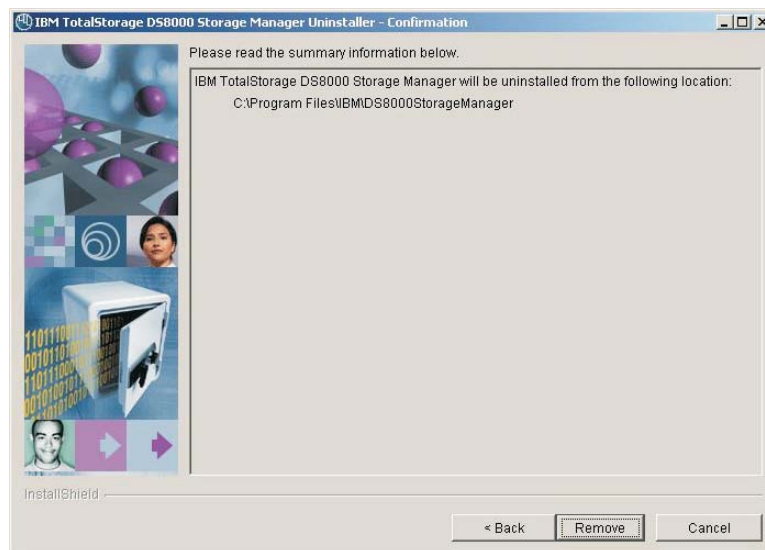 IBM TotalStorage DS8000 Storage Manager Uninstaller - Confirmation
Please read the summary information below.
IBM TotalStorage DS8000 Storage Manager will be uninstalled from the following location:
C:\Program Files\IBM\DS8000StorageManager
InstallShield
< Back
Remove
Cancel